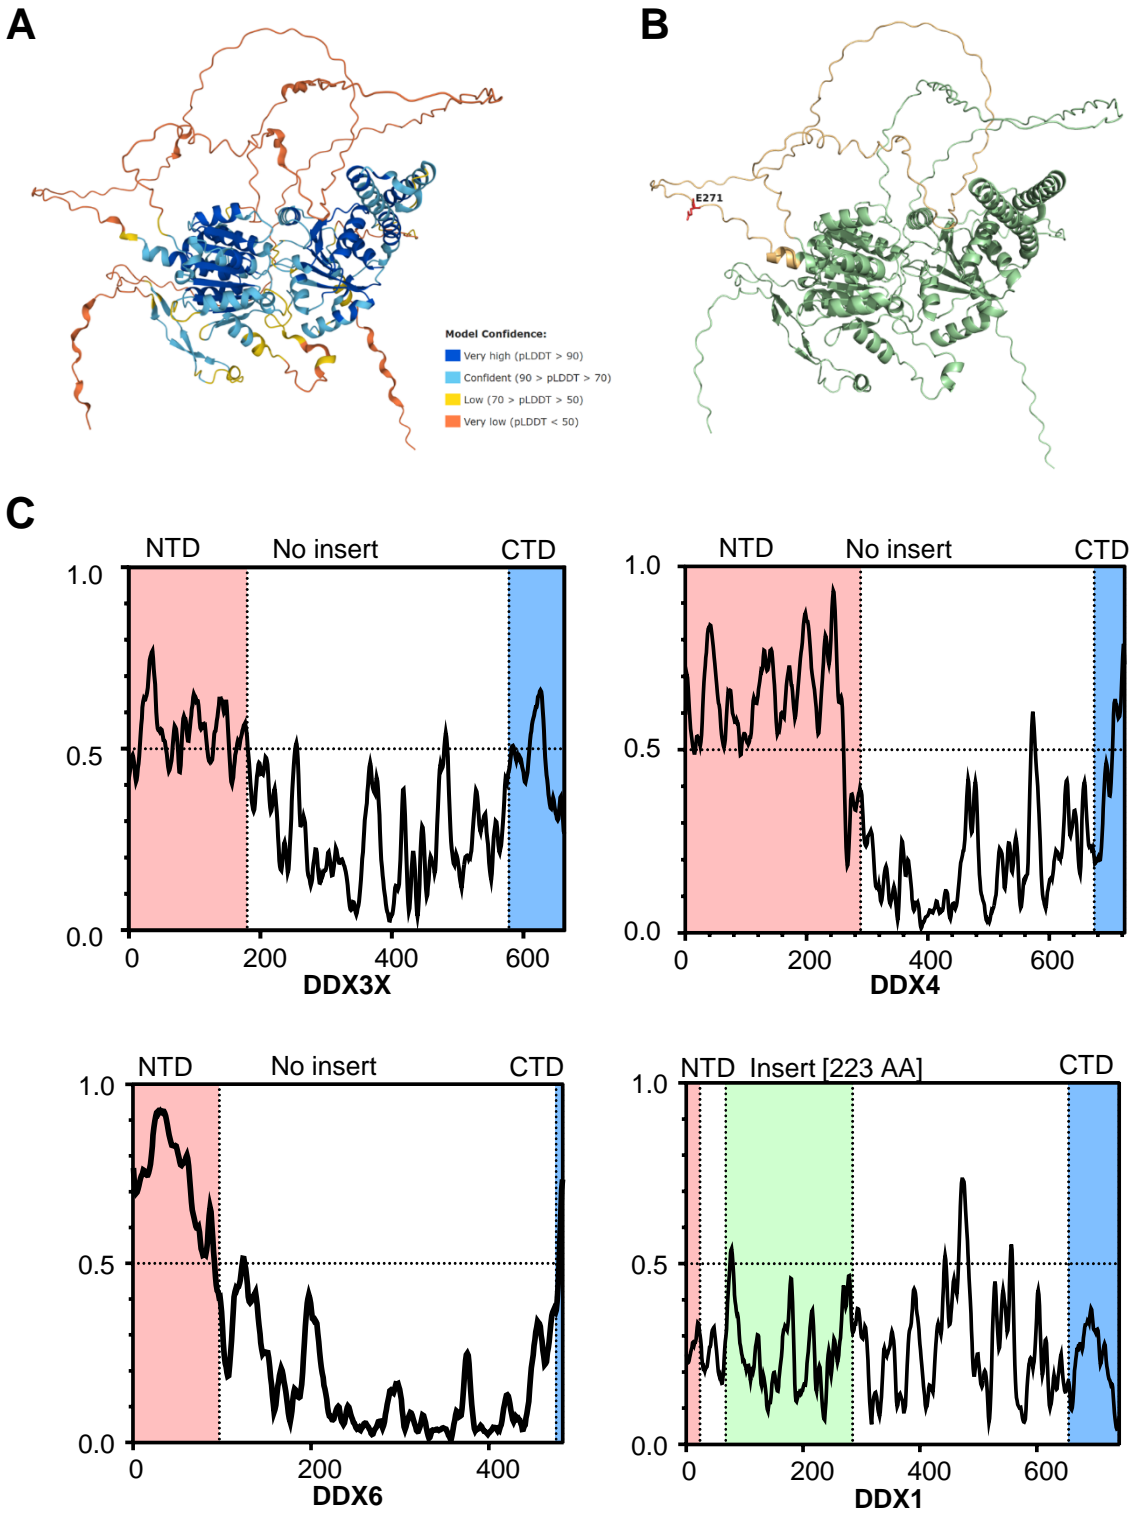 A
B
E271
Model Confidence:
Very high (pLDDT > 90)
Confident (90 > pLDDT > 70)
Low (70 > pLDDT > 50)
Very low (pLDDT < 50)
C
NTD No insert CTD
1.0
0.5
0.0
0 200 400 600
DDX3X
NTD No insert CTD
1.0
0.5
0.0
0 200 400 600
DDX4
NTD No insert CTD
1.0
0.5
0.0
0 200 400
DDX6
NTD Insert [223 AA] CTD
1.0
0.5
0.0
0 200 400 600
DDX1